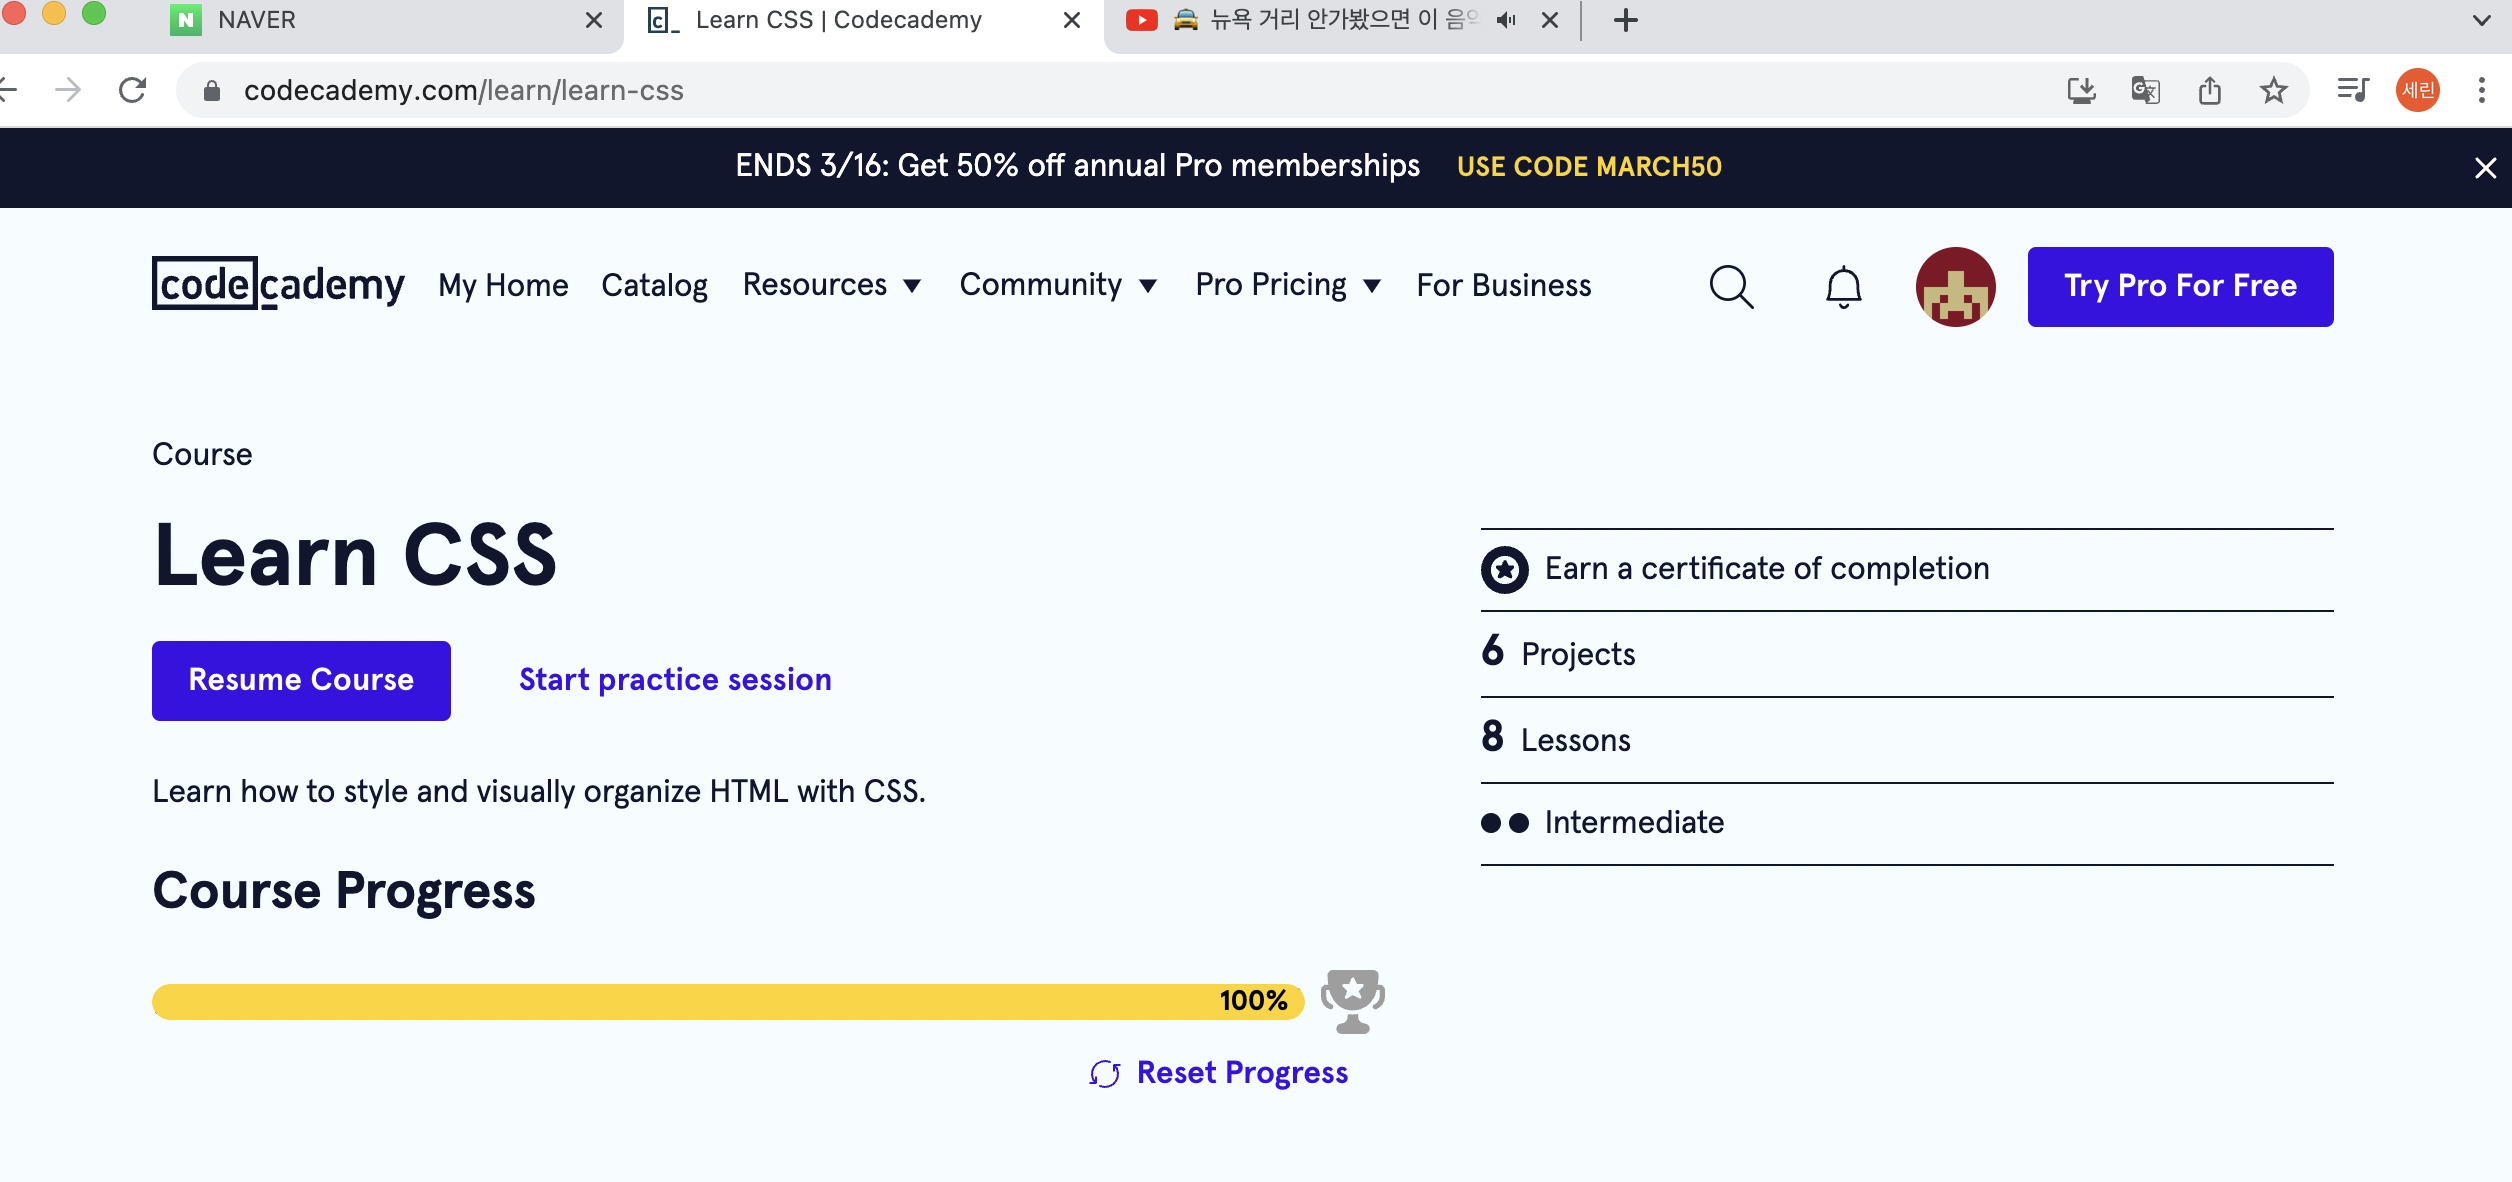 NAVER
Learn CSS | Codecademy
뉴욕 거리 안가봤으면 이
codecademy.com/learn/learn-css
세린
ENDS 3/16: Get 50% off annual Pro memberships USE CODE MARCH50
codecademy My Home Catalog Resources Community Pro Pricing For Business Try Pro For Free
Course
Learn CSS
Resume Course Start practice session
Learn how to style and visually organize HTML with CSS.
Earn a certificate of completion
6 Projects
8 Lessons
Intermediate
Course Progress
100%
Reset Progress